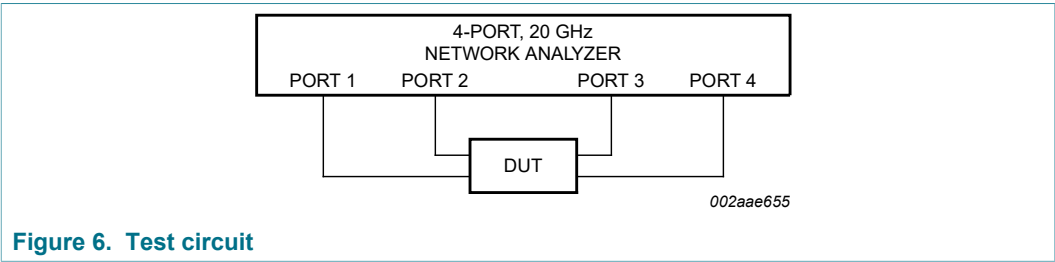 4-PORT, 20 GHz
NETWORK ANALYZER
PORT 1 PORT 2 PORT 3 PORT 4
DUT
002aae655
Figure 6. Test circuit